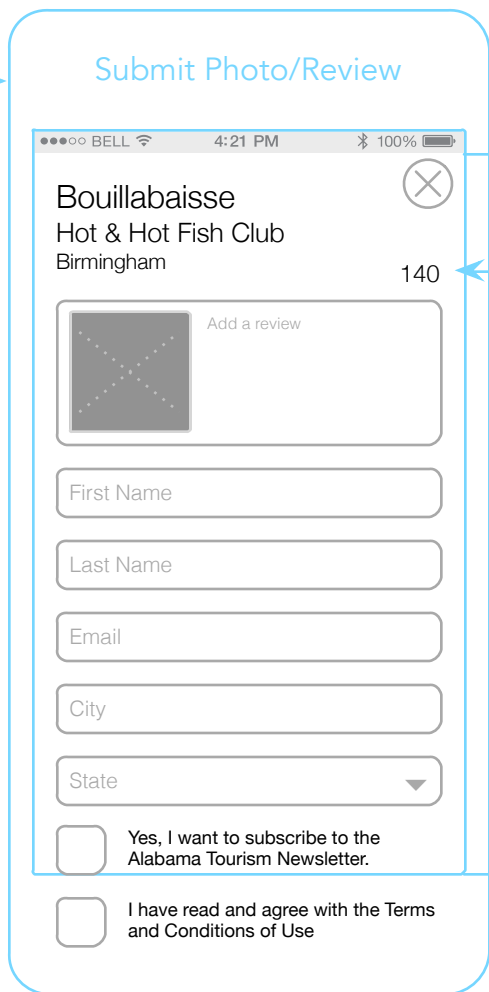 Submit Photo/Review
BELL 4:21 PM 100%
Bouillabaisse
Hot & Hot Fish Club
Birmingham
140
Add a review
First Name
Last Name
Email
City
State
Yes, I want to subscribe to the
Alabama Tourism Newsletter.
I have read and agree with the Terms
and Conditions of Use